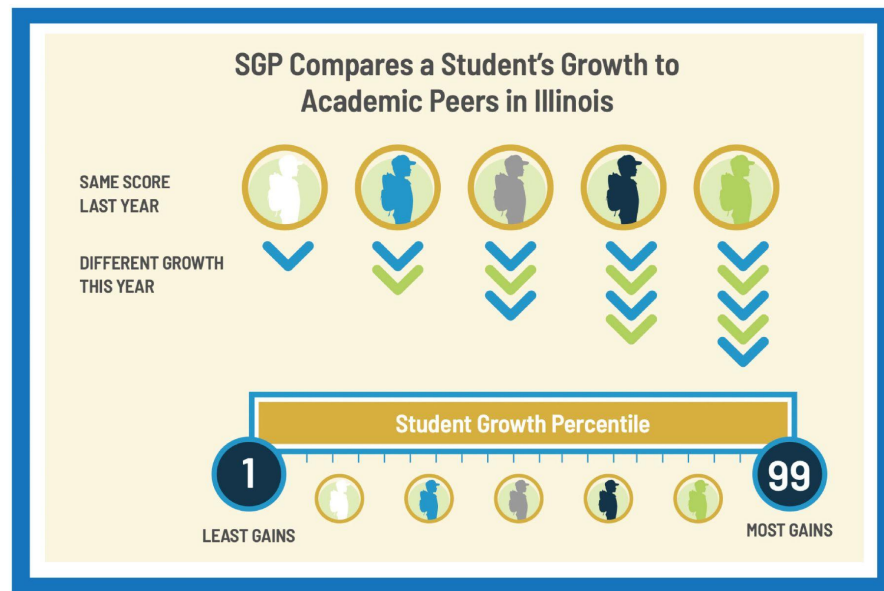 SGP Compares a Student's Growth to
Academic Peers in Illinois
SAME SCORE
LAST YEAR
DIFFERENT GROWTH
THIS YEAR
Student Growth Percentile
1
99
LEAST GAINS
MOST GAINS